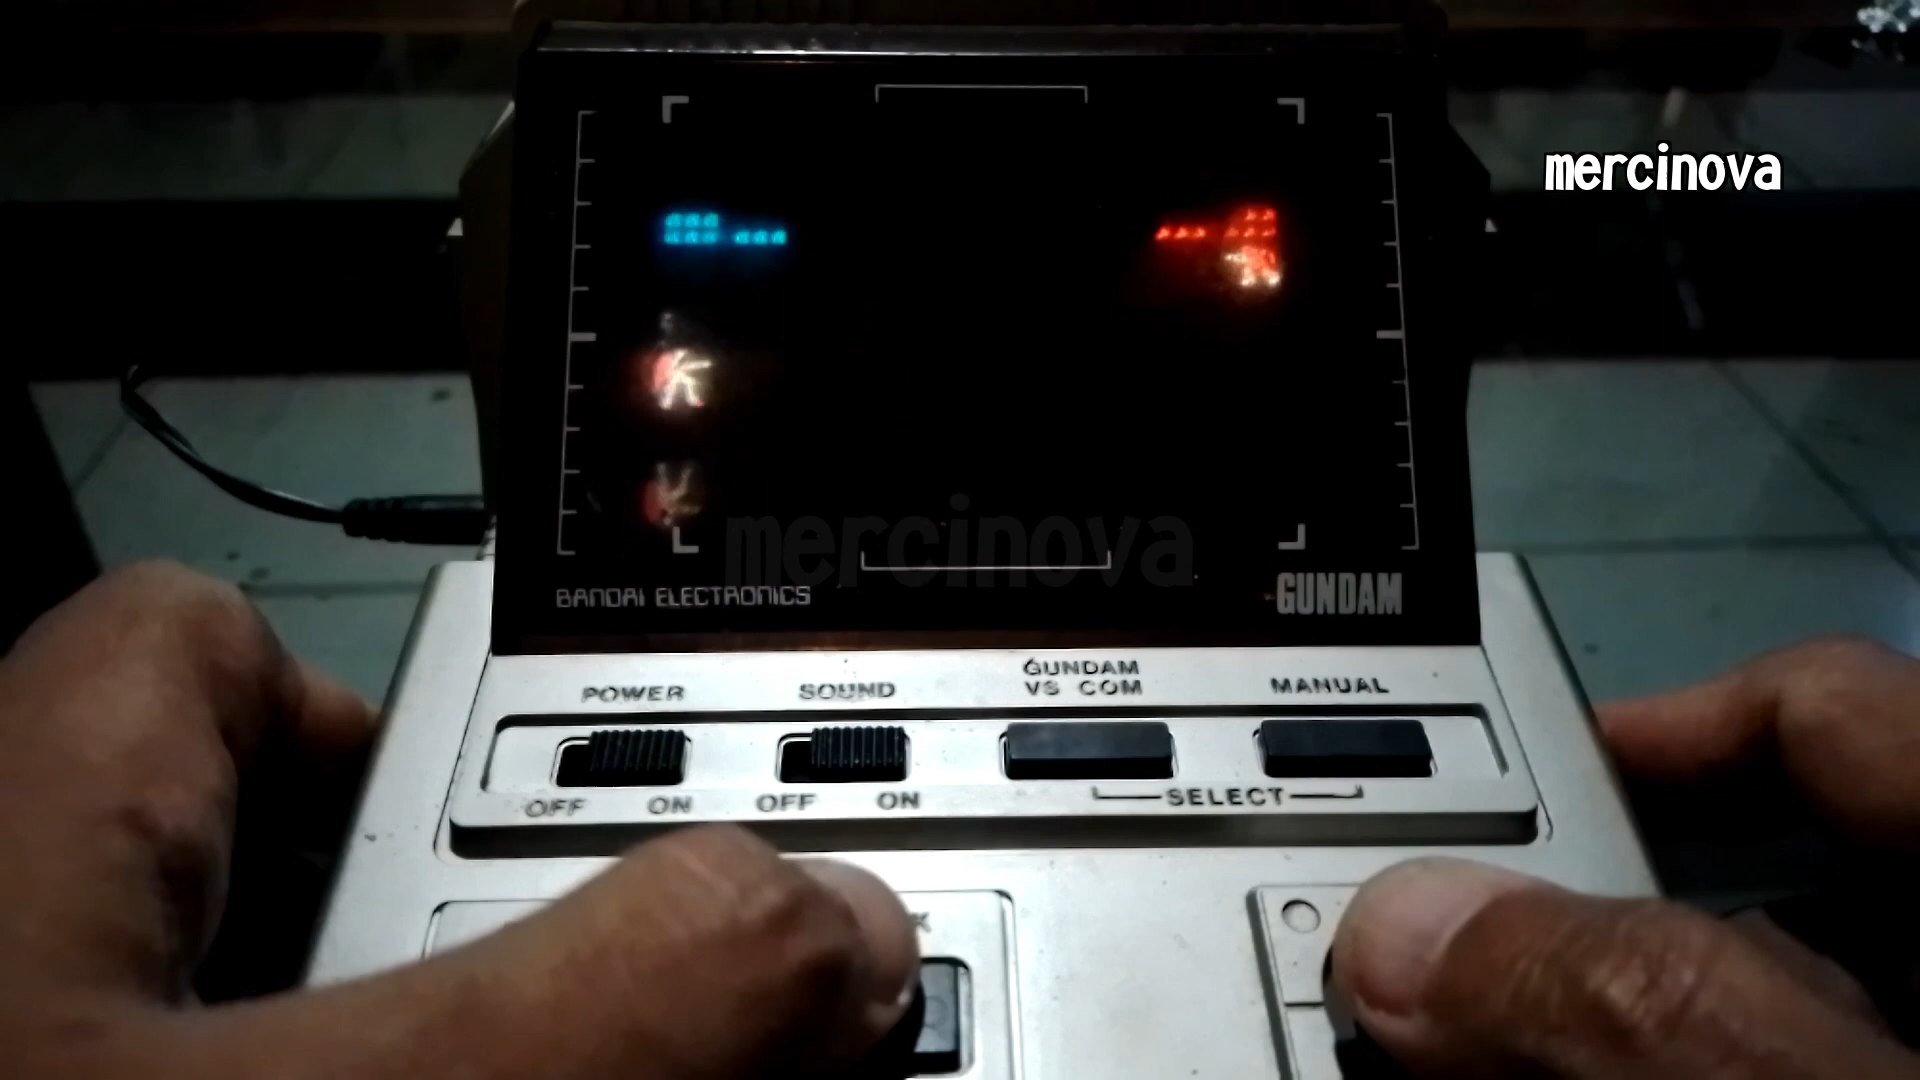 mercinova
mercinova
BANDAI ELECTRONICS
GUNDAM
POWER
SOUND
GUNDAM
VS COM
MANUAL
OFF ON
OFF ON
SELECT